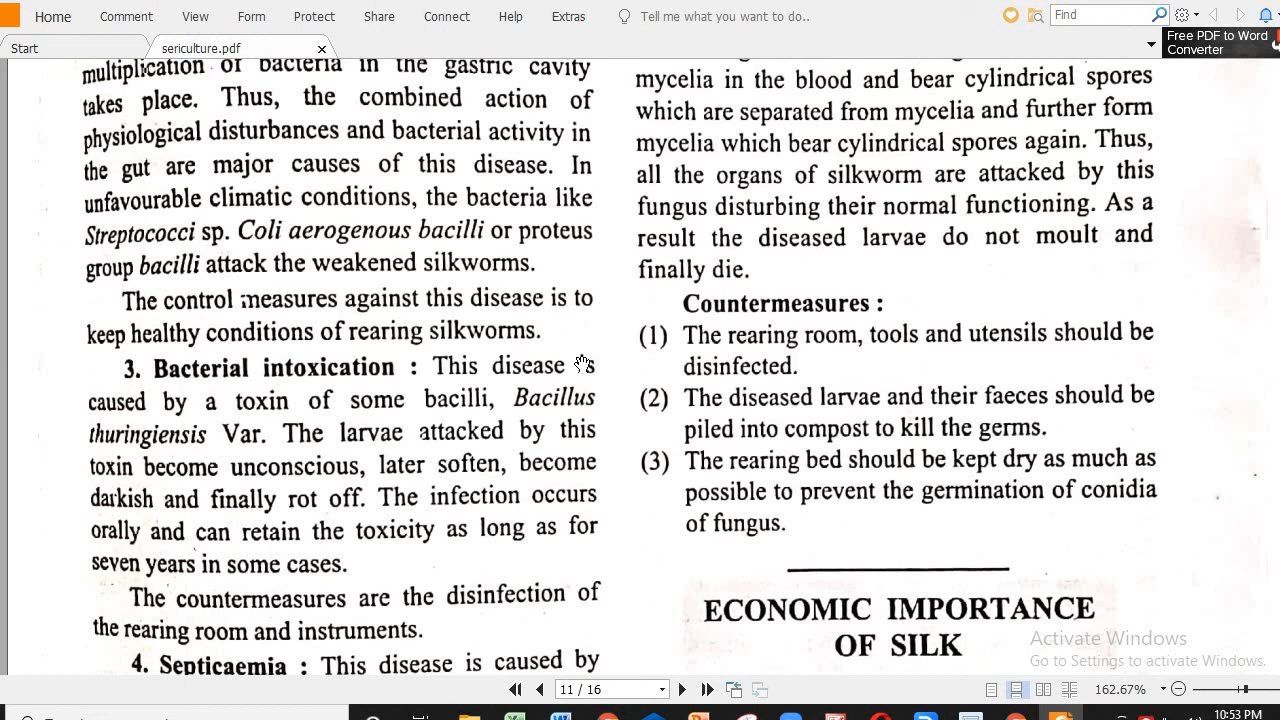 Home Comment View Form Protect Share Connect Help Extras Tell me what you want to do.. Find
Start sericulture.pdf x
Free PDF to Word
Converter
multiplication of bacteria in the gastric cavity
takes place. Thus, the combined action of
physiological disturbances and bacterial activity in
the gut are major causes of this disease. In
unfavourable climatic conditions, the bacteria like
Streptococci sp. Coli aerogenous bacilli or proteus
group bacilli attack the weakened silkworms.
The control measures against this disease is to
keep healthy conditions of rearing silkworms.
3. Bacterial intoxication : This disease is
caused by a toxin of some bacilli, Bacillus
thuringiensis Var. The larvae attacked by this
toxin become unconscious, later soften, become
darkish and finally rot off. The infection occurs
orally and can retain the toxicity as long as for
seven years in some cases.
The countermeasures are the disinfection of
the rearing room and instruments.
4. Septicaemia : This disease is caused by
mycelia in the blood and bear cylindrical spores
which are separated from mycelia and further form
mycelia which bear cylindrical spores again. Thus,
all the organs of silkworm are attacked by this
fungus disturbing their normal functioning. As a
result the diseased larvae do not moult and
finally die.
Countermeasures :
(1) The rearing room, tools and utensils should be
disinfected.
(2) The diseased larvae and their faeces should be
piled into compost to kill the germs.
(3) The rearing bed should be kept dry as much as
possible to prevent the germination of conidia
of fungus.
ECONOMIC IMPORTANCE
OF SILK
Activate Windows
Go to Settings to activate Windows.
11 / 16
162.67%
10:53 PM